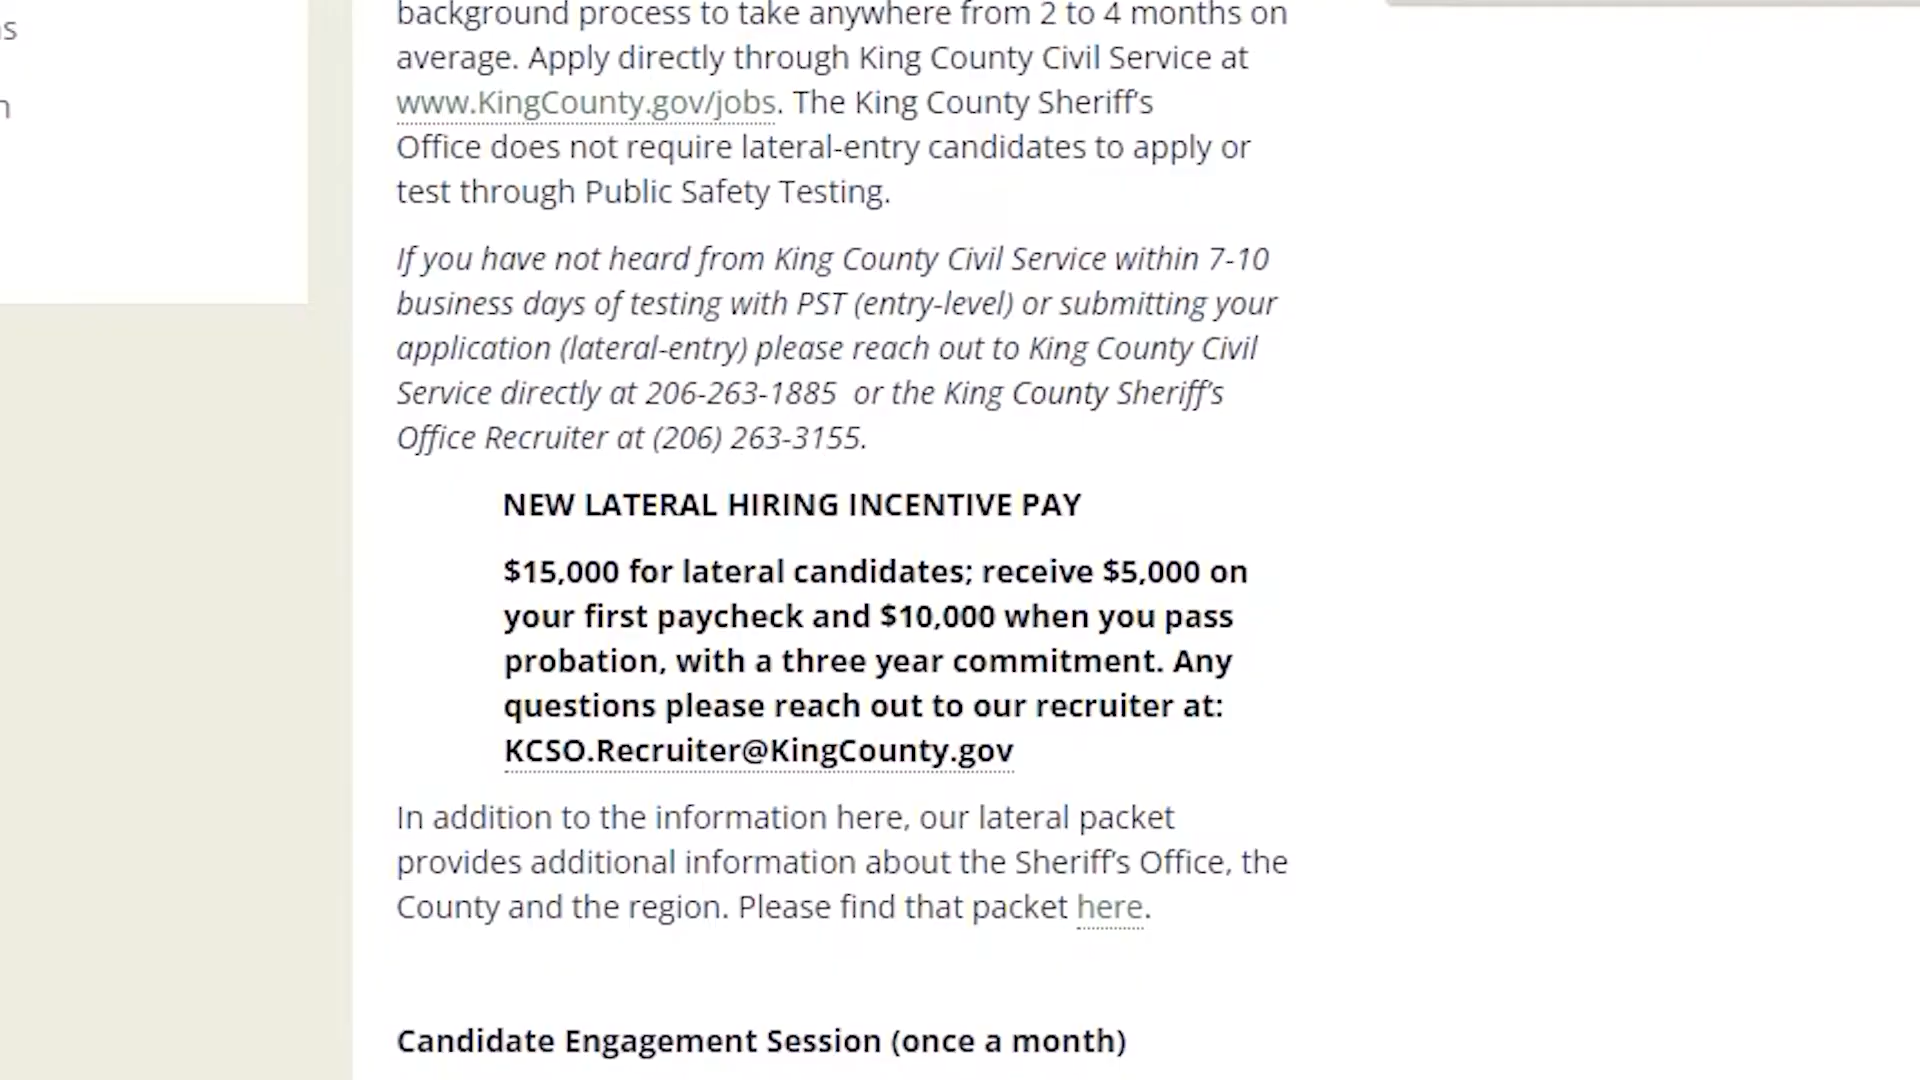 background process to take anywhere from 2 to 4 months on
average. Apply directly through King County Civil Service at
www.KingCounty.gov/jobs. The King County Sheriff's
Office does not require lateral-entry candidates to apply or
test through Public Safety Testing.
If you have not heard from King County Civil Service within 7-10
business days of testing with PST (entry-level) or submitting your
application (lateral-entry) please reach out to King County Civil
Service directly at 206-263-1885  or the King County Sheriff's
Office Recruiter at (206) 263-3155.
NEW LATERAL HIRING INCENTIVE PAY
$15,000 for lateral candidates; receive $5,000 on
your first paycheck and $10,000 when you pass
probation, with a three year commitment. Any
questions please reach out to our recruiter at:
KCSO.Recruiter@KingCounty.gov
In addition to the information here, our lateral packet
provides additional information about the Sheriff's Office, the
County and the region. Please find that packet here.
Candidate Engagement Session (once a month)